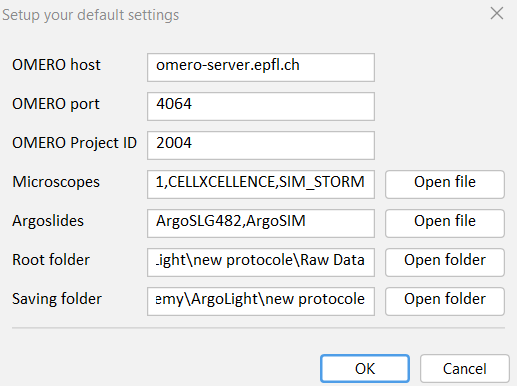 Setup your default settings
OMERO host omero-server.epfl.ch
OMERO port 4064
OMERO Project ID 2004
Microscopes 1,CELLXCELLENCE,SIM_STORM Open file
Argoslides ArgoSLG482,ArgoSIM Open file
Root folder .ight\new protocole\Raw Data Open folder
Saving folder emy\ArgoLight\new protocole Open folder
OK Cancel